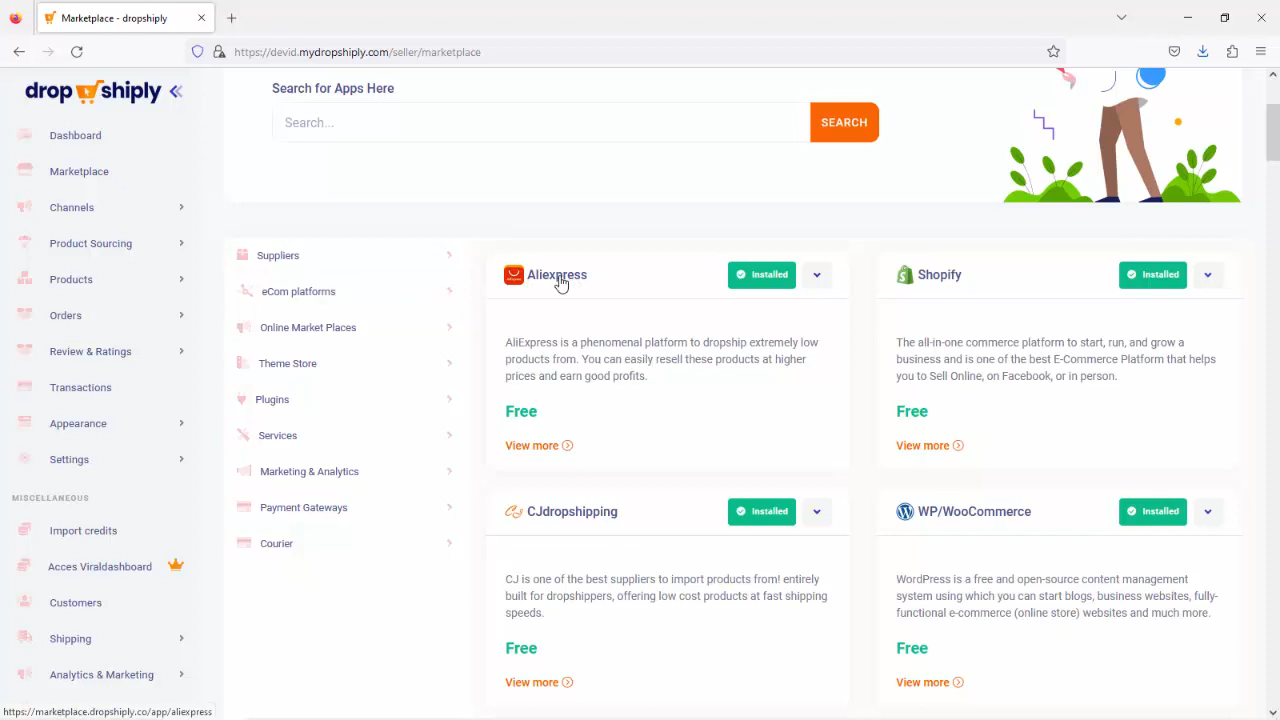 Marketplace - dropshiply
https://devid.mydropshiply.com/seller/marketplace
dropshiply
Dashboard
Marketplace
Channels
Product Sourcing
Products
Orders
Review & Ratings
Transactions
Appearance
Settings
MISCELLANEOUS
Import credits
Acces Viraldashboard
Customers
Shipping
Analytics & Marketing
https://marketplace.dropshiply.co/app/aliexpress
Search for Apps Here
Search...
SEARCH
Suppliers
eCom platforms
Online Market Places
Theme Store
Plugins
Services
Marketing & Analytics
Payment Gateways
Courier
Aliexpress
Installed
AliExpress is a phenomenal platform to dropship extremely low
products from. You can easily resell these products at higher
prices and earn good profits.
Free
View more
Shopify
Installed
The all-in-one commerce platform to start, run, and grow a
business and is one of the best E-Commerce Platform that helps
you to Sell Online, on Facebook, or in person.
Free
View more
CJdropshipping
Installed
CJ is one of the best suppliers to import products from! entirely
built for dropshippers, offering low cost products at fast shipping
speeds.
Free
View more
WP/WooCommerce
Installed
WordPress is a free and open-source content management
system using which you can start blogs, business websites, fully-
functional e-commerce (online store) websites and much more.
Free
View more